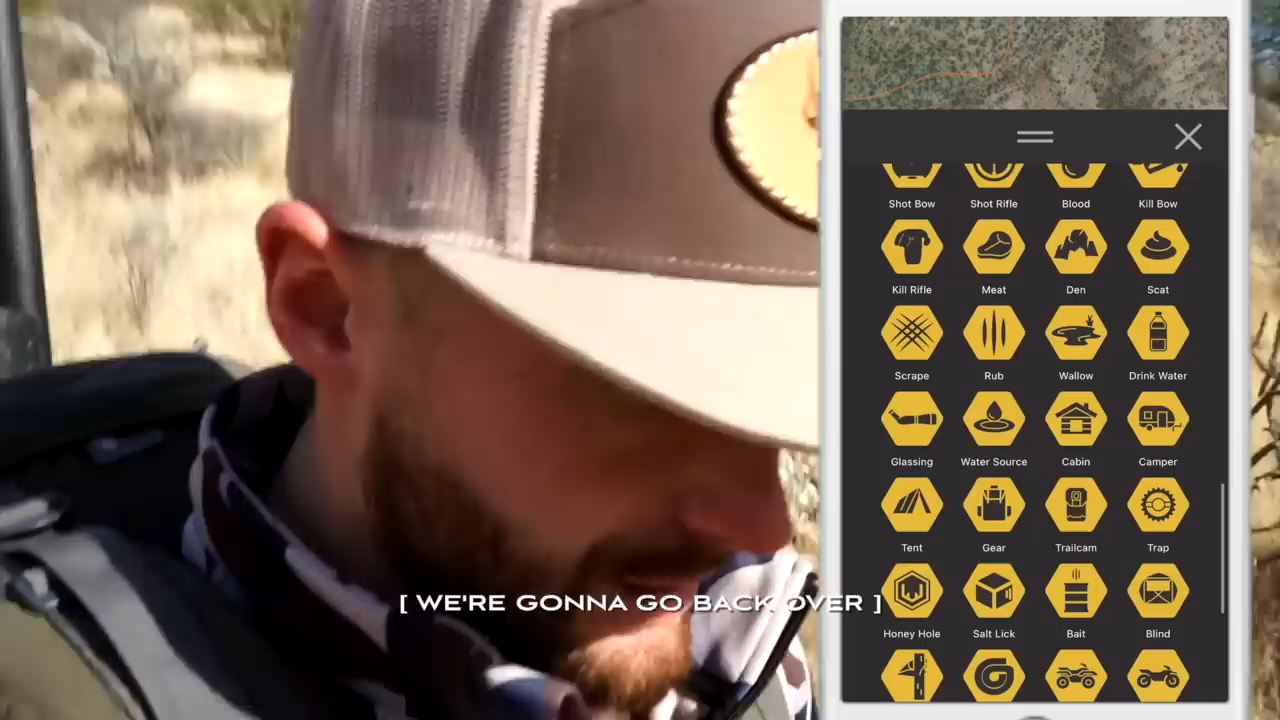 Shot Bow Shot Rifle Blood Kill Bow
Kill Rifle Meat Den Scat
Scrape Rub Wallow Drink Water
Glassing Water Source Cabin Camper
Tent Gear Trailcam Trap
[ WE'RE GONNA GO BACK OVER ]
Honey Hole Salt Lick Bait Blind